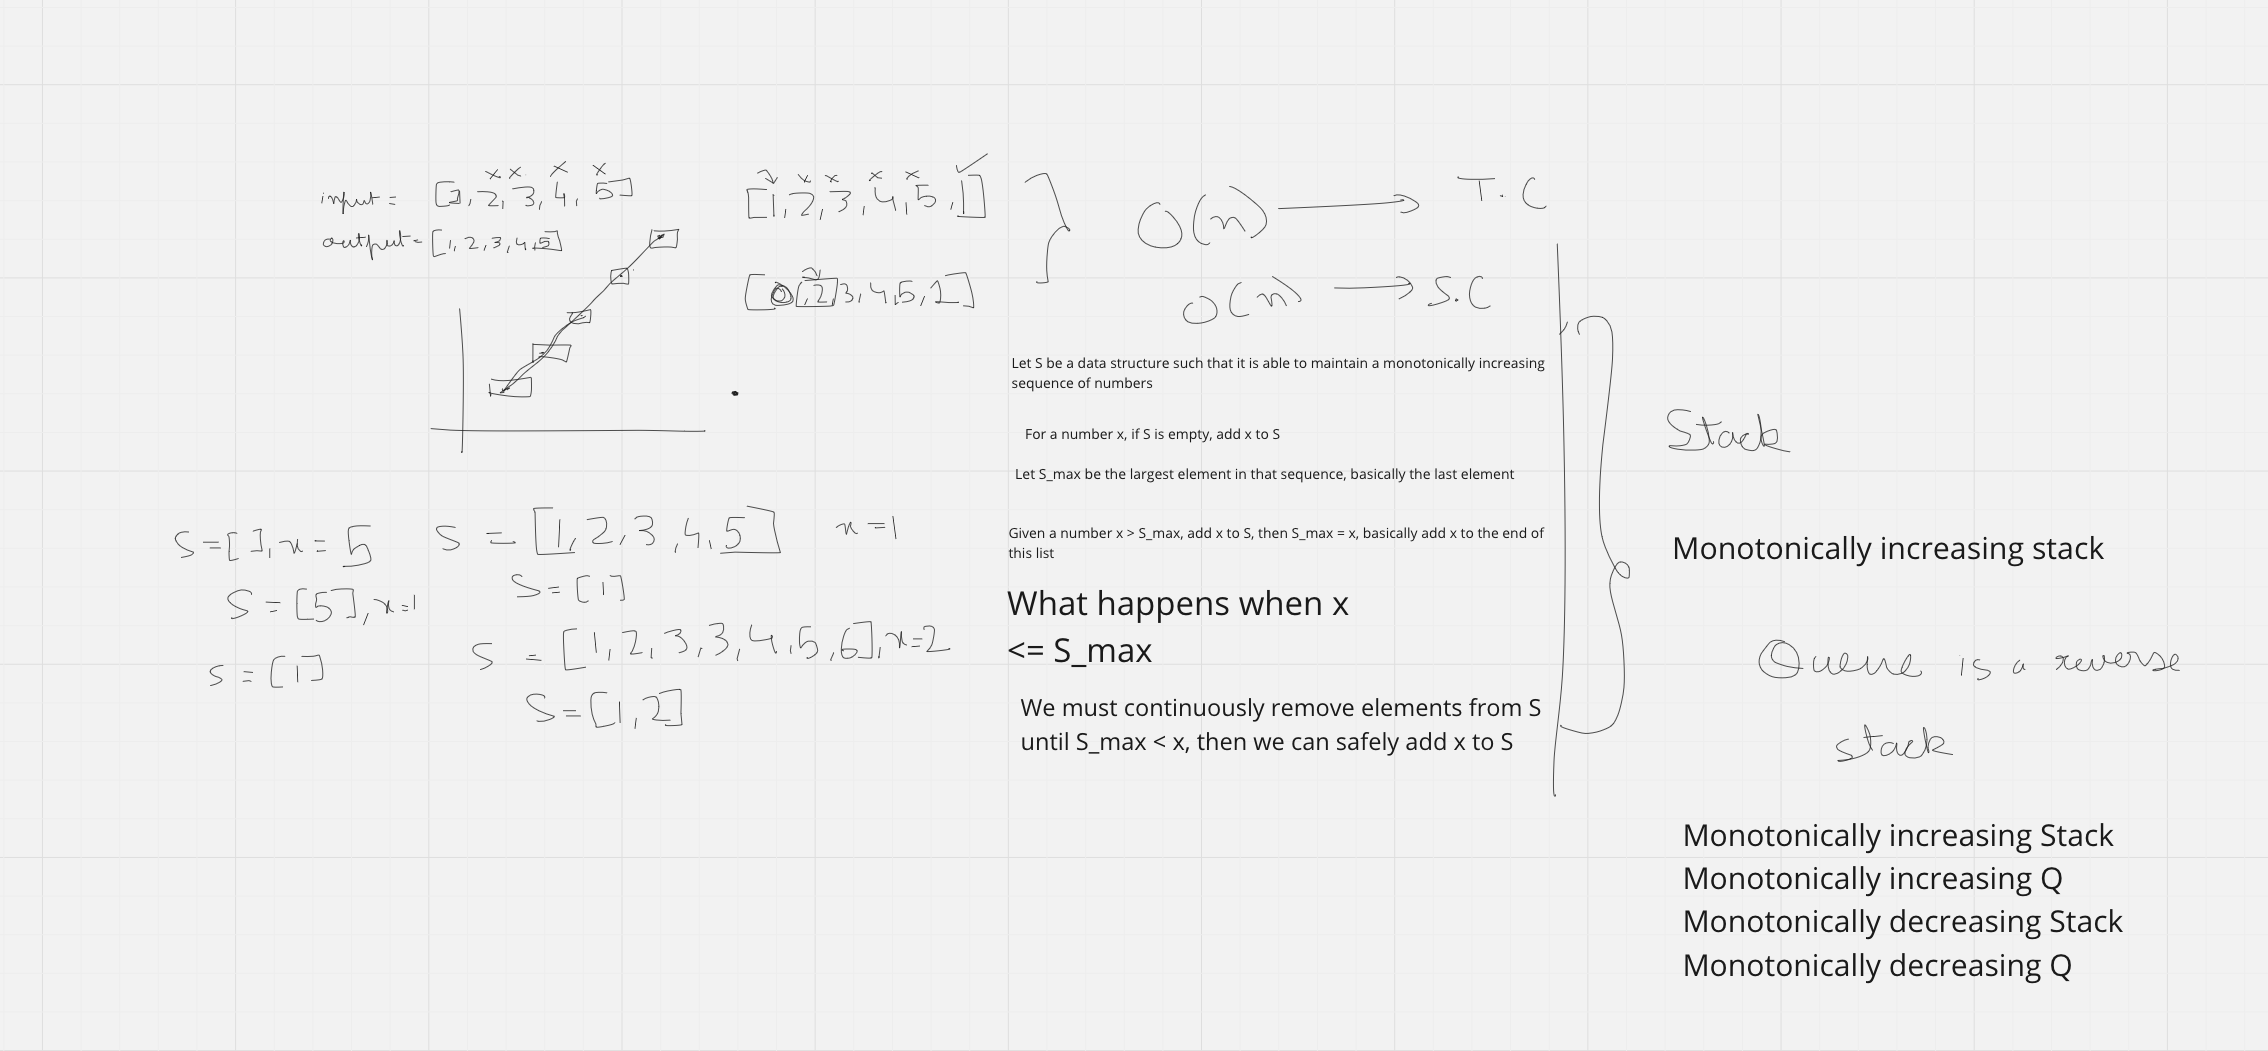 input = [1, 2, 3, 4, 5]
output = [1, 2, 3, 4, 5]
[1, 2, 3, 4, 5, 1]
[0, 2, 3, 4, 5, 1]
O(n) → T.C
O(n) → S.C
Let S be a data structure such that it is able to maintain a monotonically increasing
sequence of numbers
For a number x, if S is empty, add x to S
Let S_max be the largest element in that sequence, basically the last element
Given a number x > S_max, add x to S, then S_max = x, basically add x to the end of
this list
What happens when x
<= S_max
We must continuously remove elements from S
until S_max < x, then we can safely add x to S
S=[], x = 5
S = [5], x=1
S = [1]
S = [1, 2, 3, 4, 5] x=1
S = [1]
S = [1, 2, 3, 3, 4, 5, 6], x=2
S = [1, 2]
Stack
Monotonically increasing stack
Queue is a reverse
stack
Monotonically increasing Stack
Monotonically increasing Q
Monotonically decreasing Stack
Monotonically decreasing Q